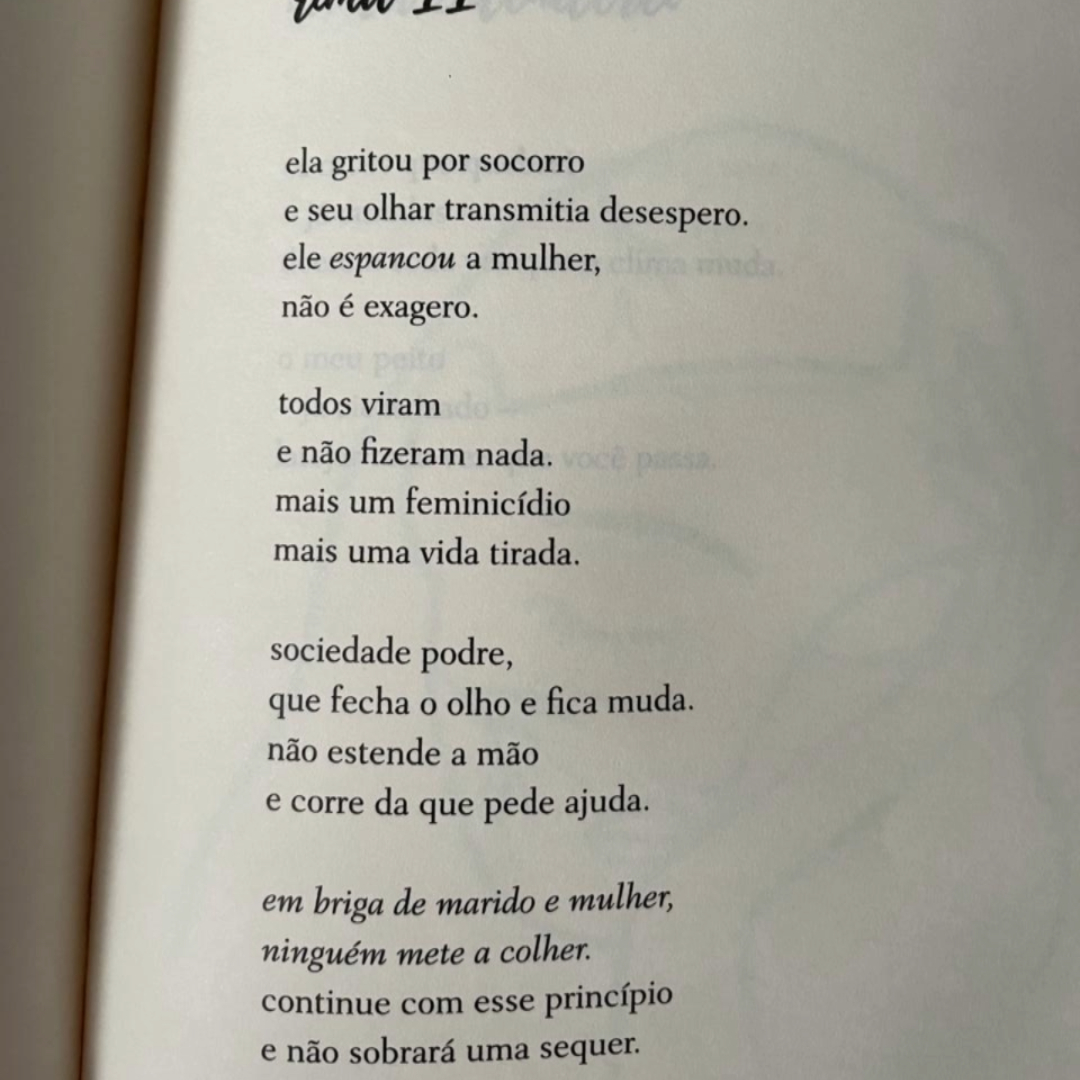 II
ela gritou por socorro
e seu olhar transmitia desespero.
ele espancou a mulher,
não é exagero.
todos viram
e não fizeram nada.
mais um feminicídio
mais uma vida tirada.
sociedade podre,
que fecha o olho e fica muda.
não estende a mão
e corre da que pede ajuda.
em briga de marido e mulher,
ninguém mete a colher.
continue com esse princípio
e não sobrará uma sequer.